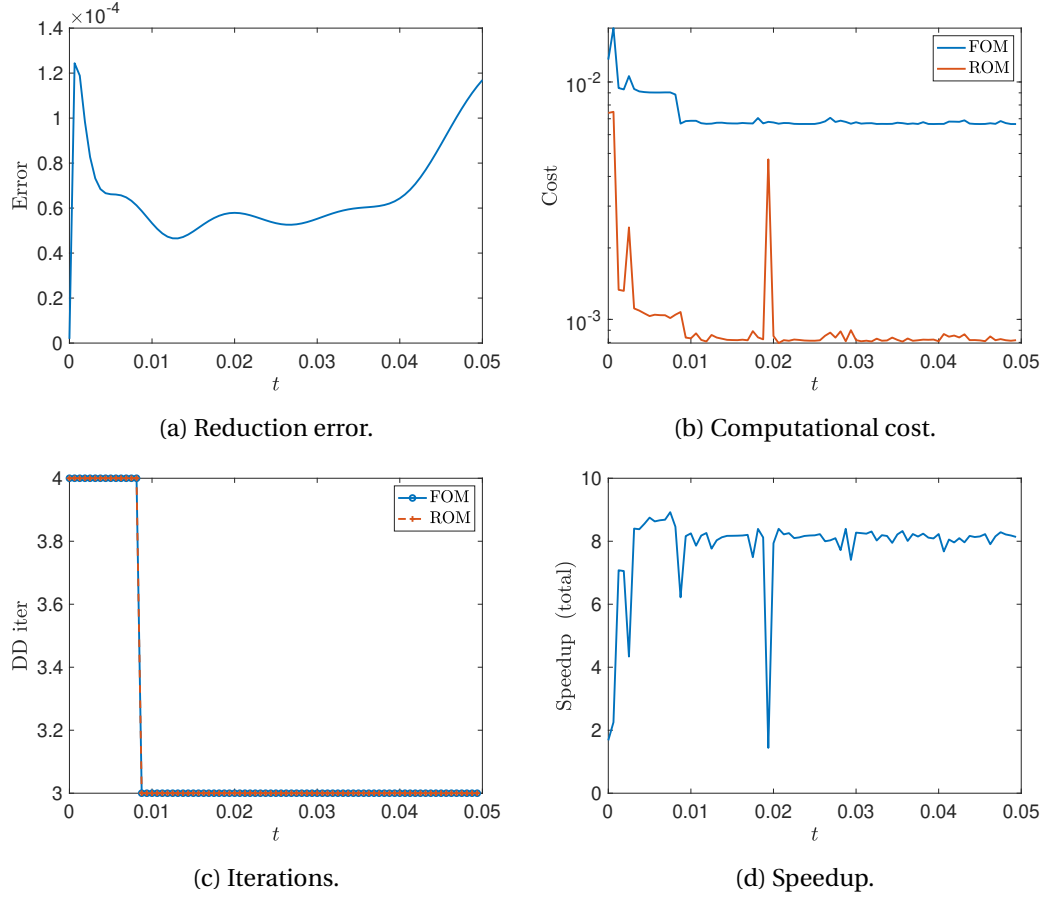 ×10⁻⁴
1.4
1.2
1
0.8
0.6
0.4
0.2
0
Error
0 0.01 0.02 0.03 0.04 0.05
t
(a) Reduction error.
FOM
ROM
10⁻²
10⁻³
Cost
0 0.01 0.02 0.03 0.04 0.05
t
(b) Computational cost.
FOM
ROM
4
3.8
3.6
3.4
3.2
3
DD iter
0 0.01 0.02 0.03 0.04 0.05
t
(c) Iterations.
10
8
6
4
2
0
Speedup (total)
0 0.01 0.02 0.03 0.04 0.05
t
(d) Speedup.